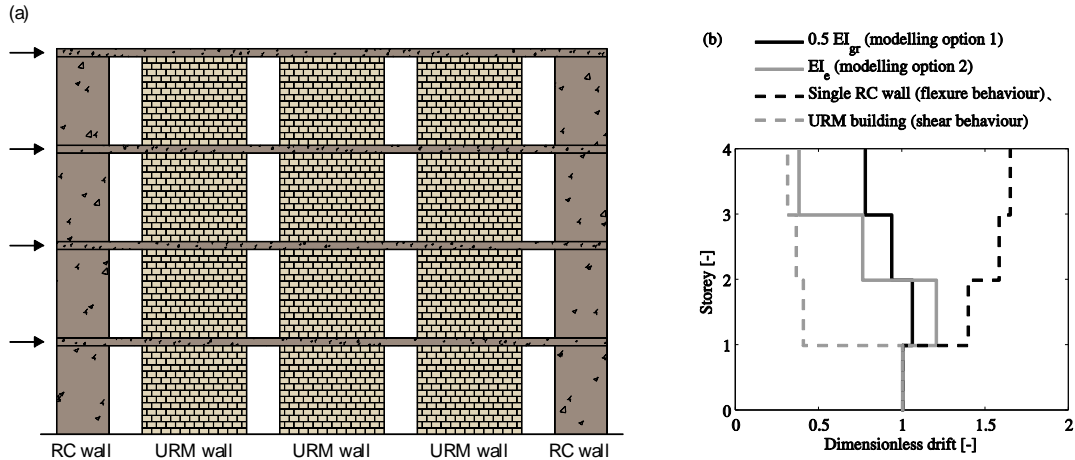 (a)
RC wall URM wall URM wall URM wall RC wall
(b)
0.5 EIgr (modelling option 1)
EIe (modelling option 2)
Single RC wall (flexure behaviour)、
URM building (shear behaviour)
Storey [-]
4
3
2
1
0
0 0.5 1 1.5 2
Dimensionless drift [-]